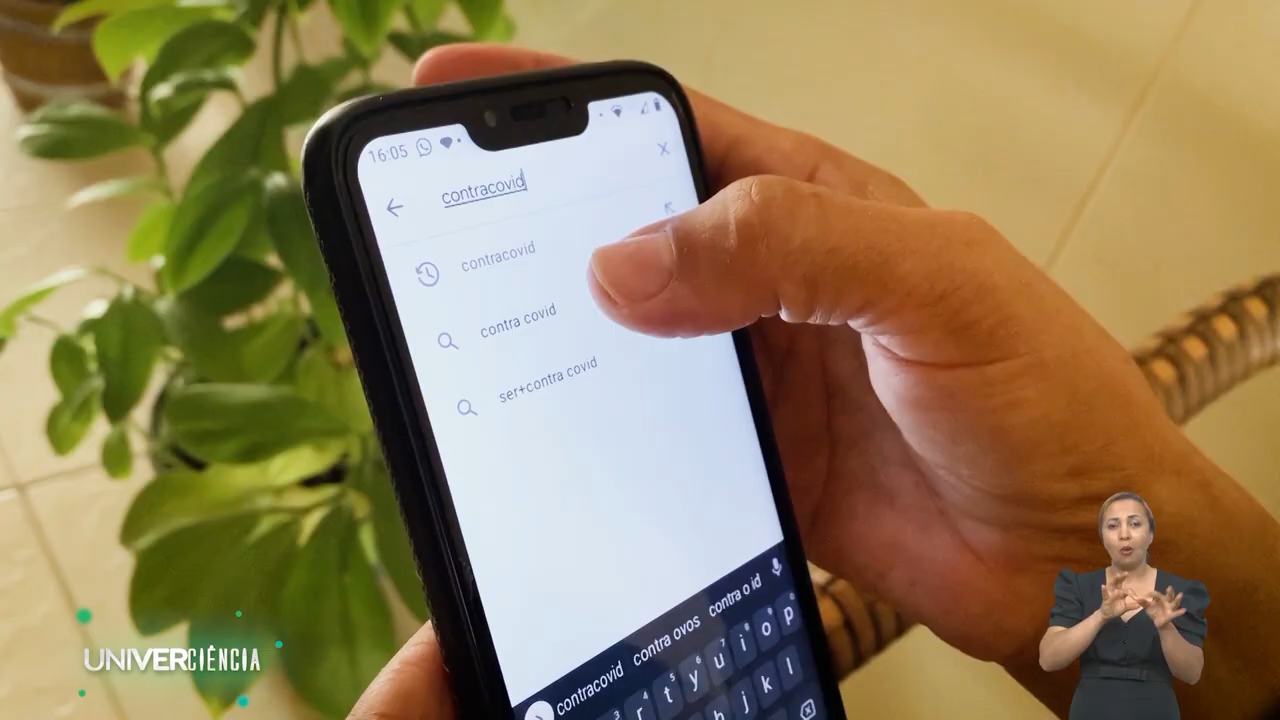 16:05
contracovid
contracovid
contra covid
ser+contra covid
contracovid contra ovos contra o id
r t y u i o p
h j k l
UNIVERCIÊNCIA